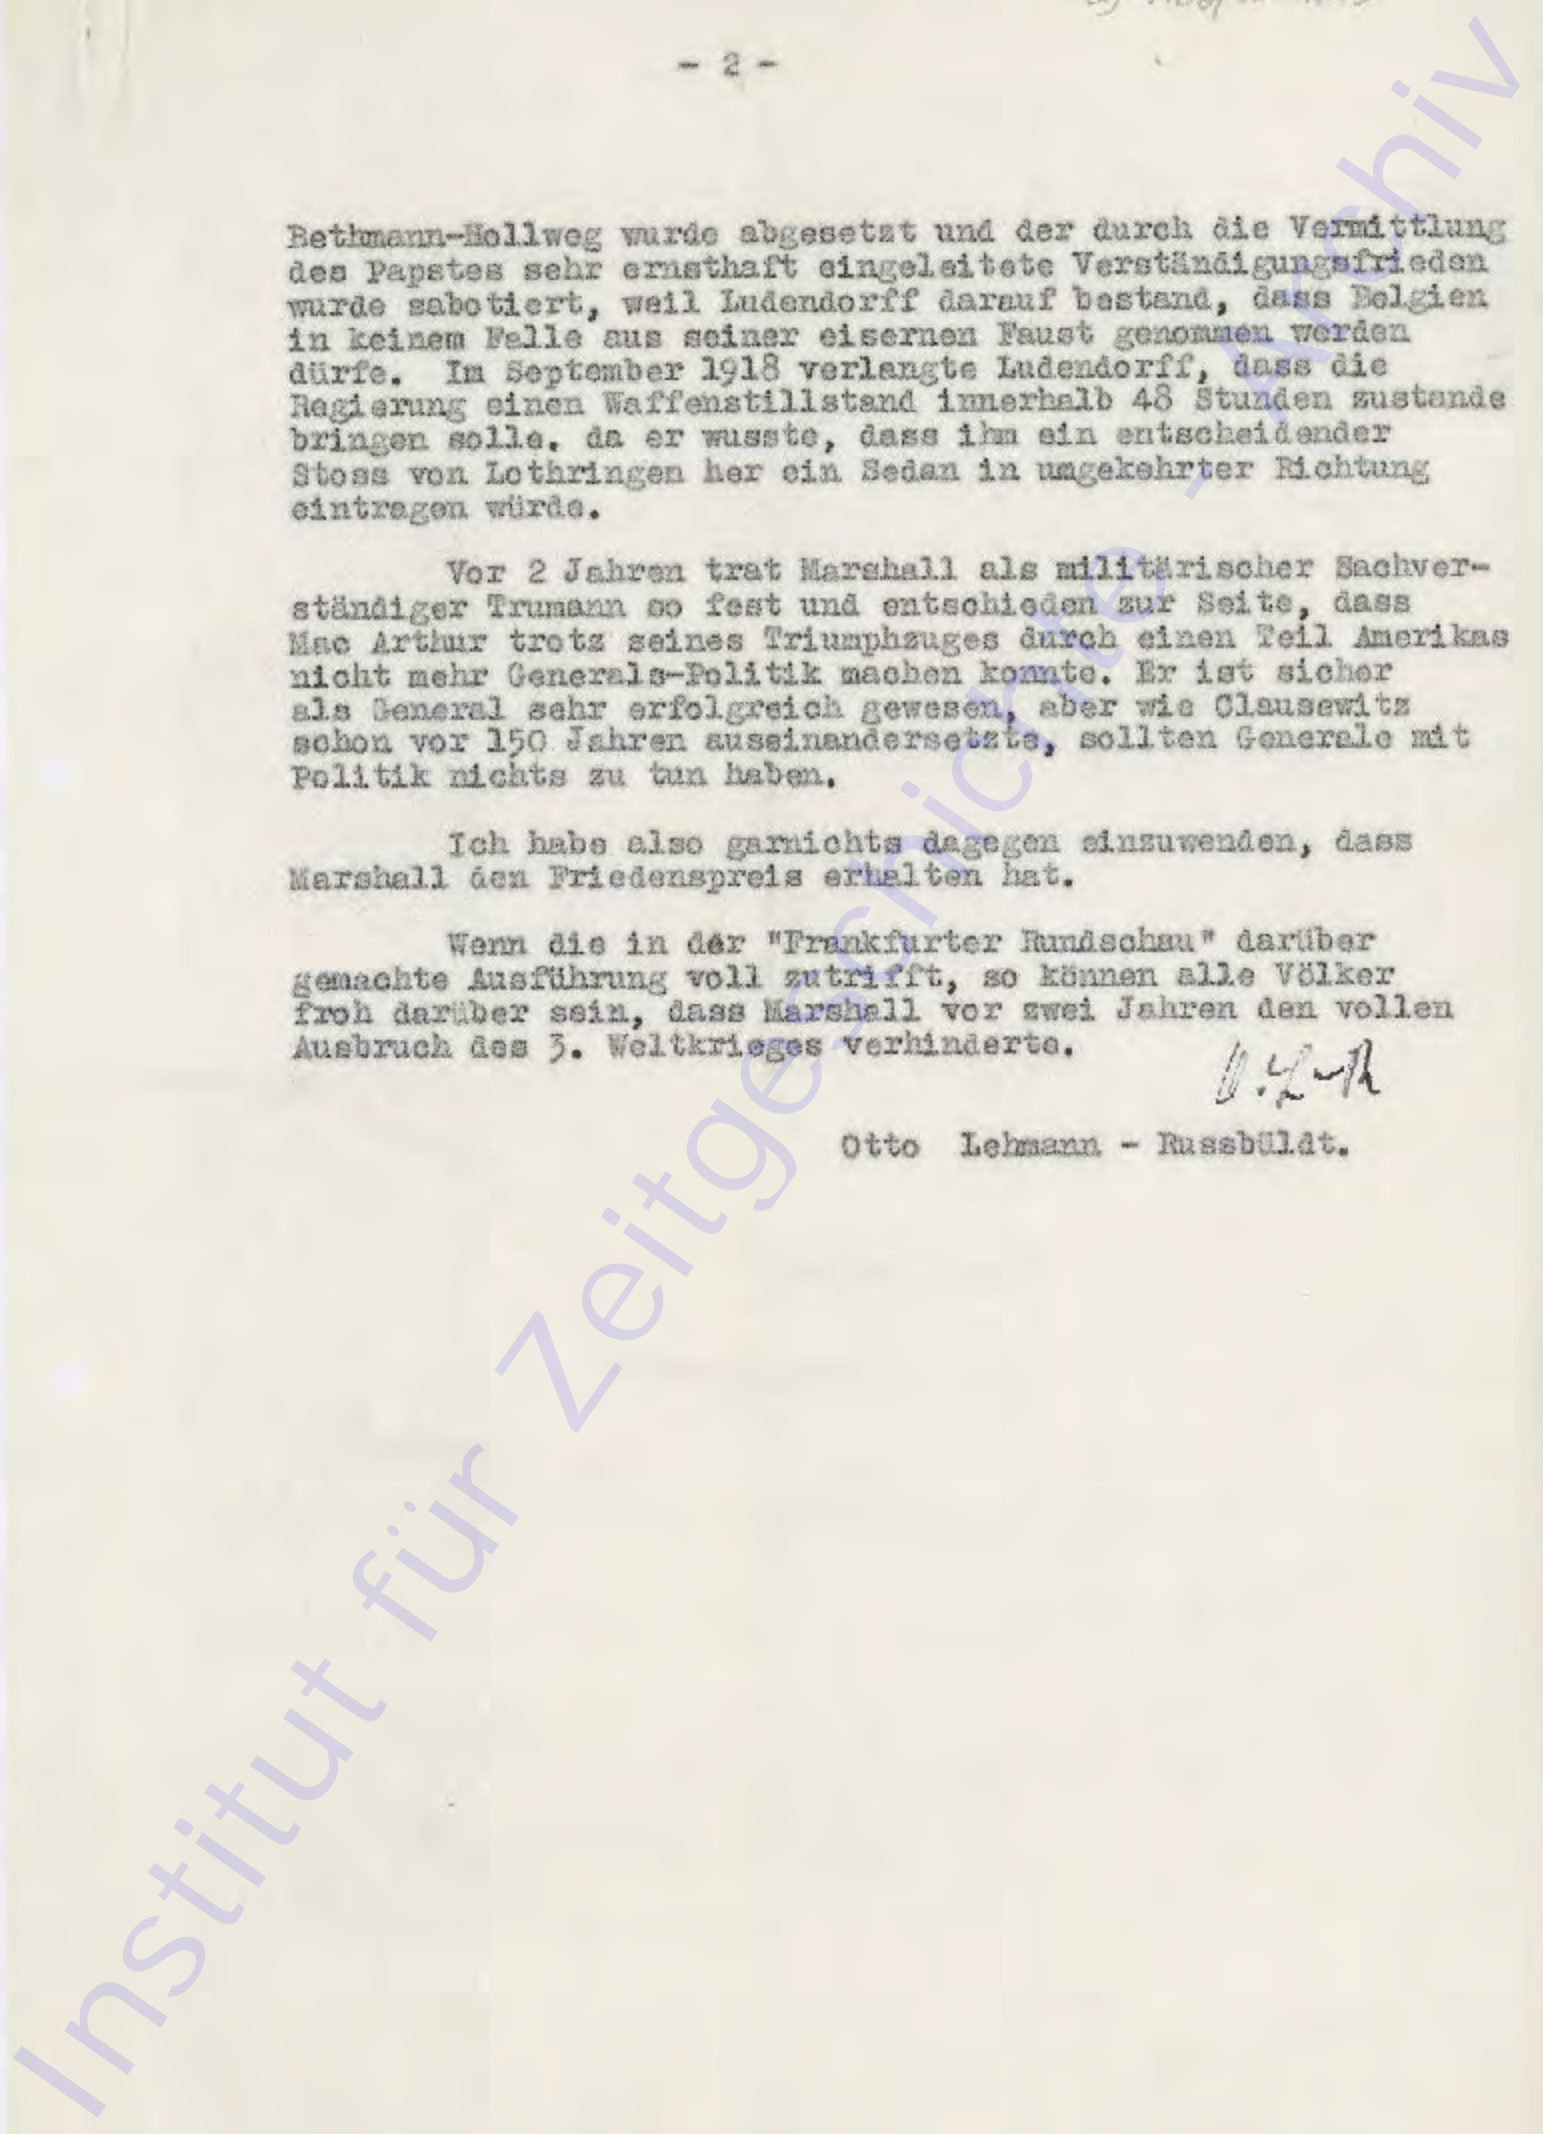 - 2 -
Bethmann-Hollweg wurde abgesetzt und der durch die Vermittlung
des Papstes sehr ernsthaft eingeleitete Verständigungsfrieden
wurde sabotiert, weil Ludendorff darauf bestand, dass Belgien
in keinem Falle aus seiner eisernen Faust genommen werden
dürfe. Im September 1918 verlangte Ludendorff, dass die
Regierung einen Waffenstillstand innerhalb 48 Stunden zustande
bringen solle. da er wusste, dass ihm ein entscheidender
Stoss von Lothringen her ein Sedan in umgekehrter Richtung
eintragen würde.
Vor 2 Jahren trat Marshall als militärischer Sachver-
ständiger Trumann so fest und entschieden zur Seite, dass
Mac Arthur trotz seines Triumphzuges durch einen Teil Amerikas
nicht mehr Generals-Politik machen konnte. Er ist sicher
als General sehr erfolgreich gewesen, aber wie Clausewitz
schon vor 150 Jahren auseinandersetzte, sollten Generale mit
Politik nichts zu tun haben.
Ich habe also garnichts dagegen einzuwenden, dass
Marshall den Friedenspreis erhalten hat.
Wenn die in der "Frankfurter Rundschau" darüber
gemachte Ausführung voll zutrifft, so können alle Völker
froh darüber sein, dass Marshall vor zwei Jahren den vollen
Ausbruch des 3. Weltkrieges verhinderte.
Otto Lehmann - Russbüldt.
Institut für Zeitgeschichte - Archiv